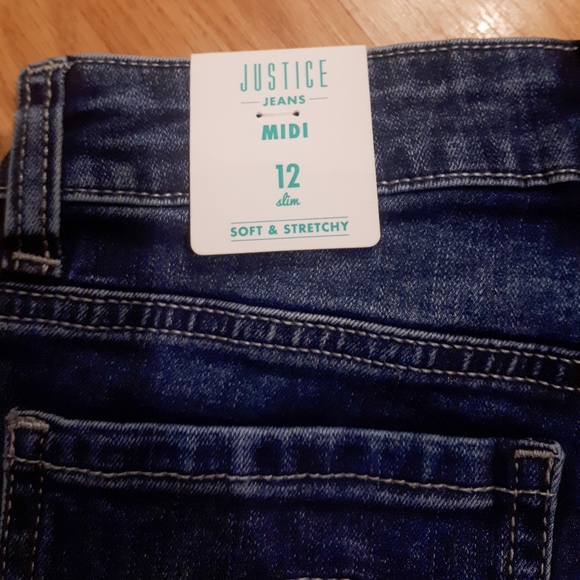 JUSTICE
JEANS
MIDI
12
slim
SOFT & STRETCHY